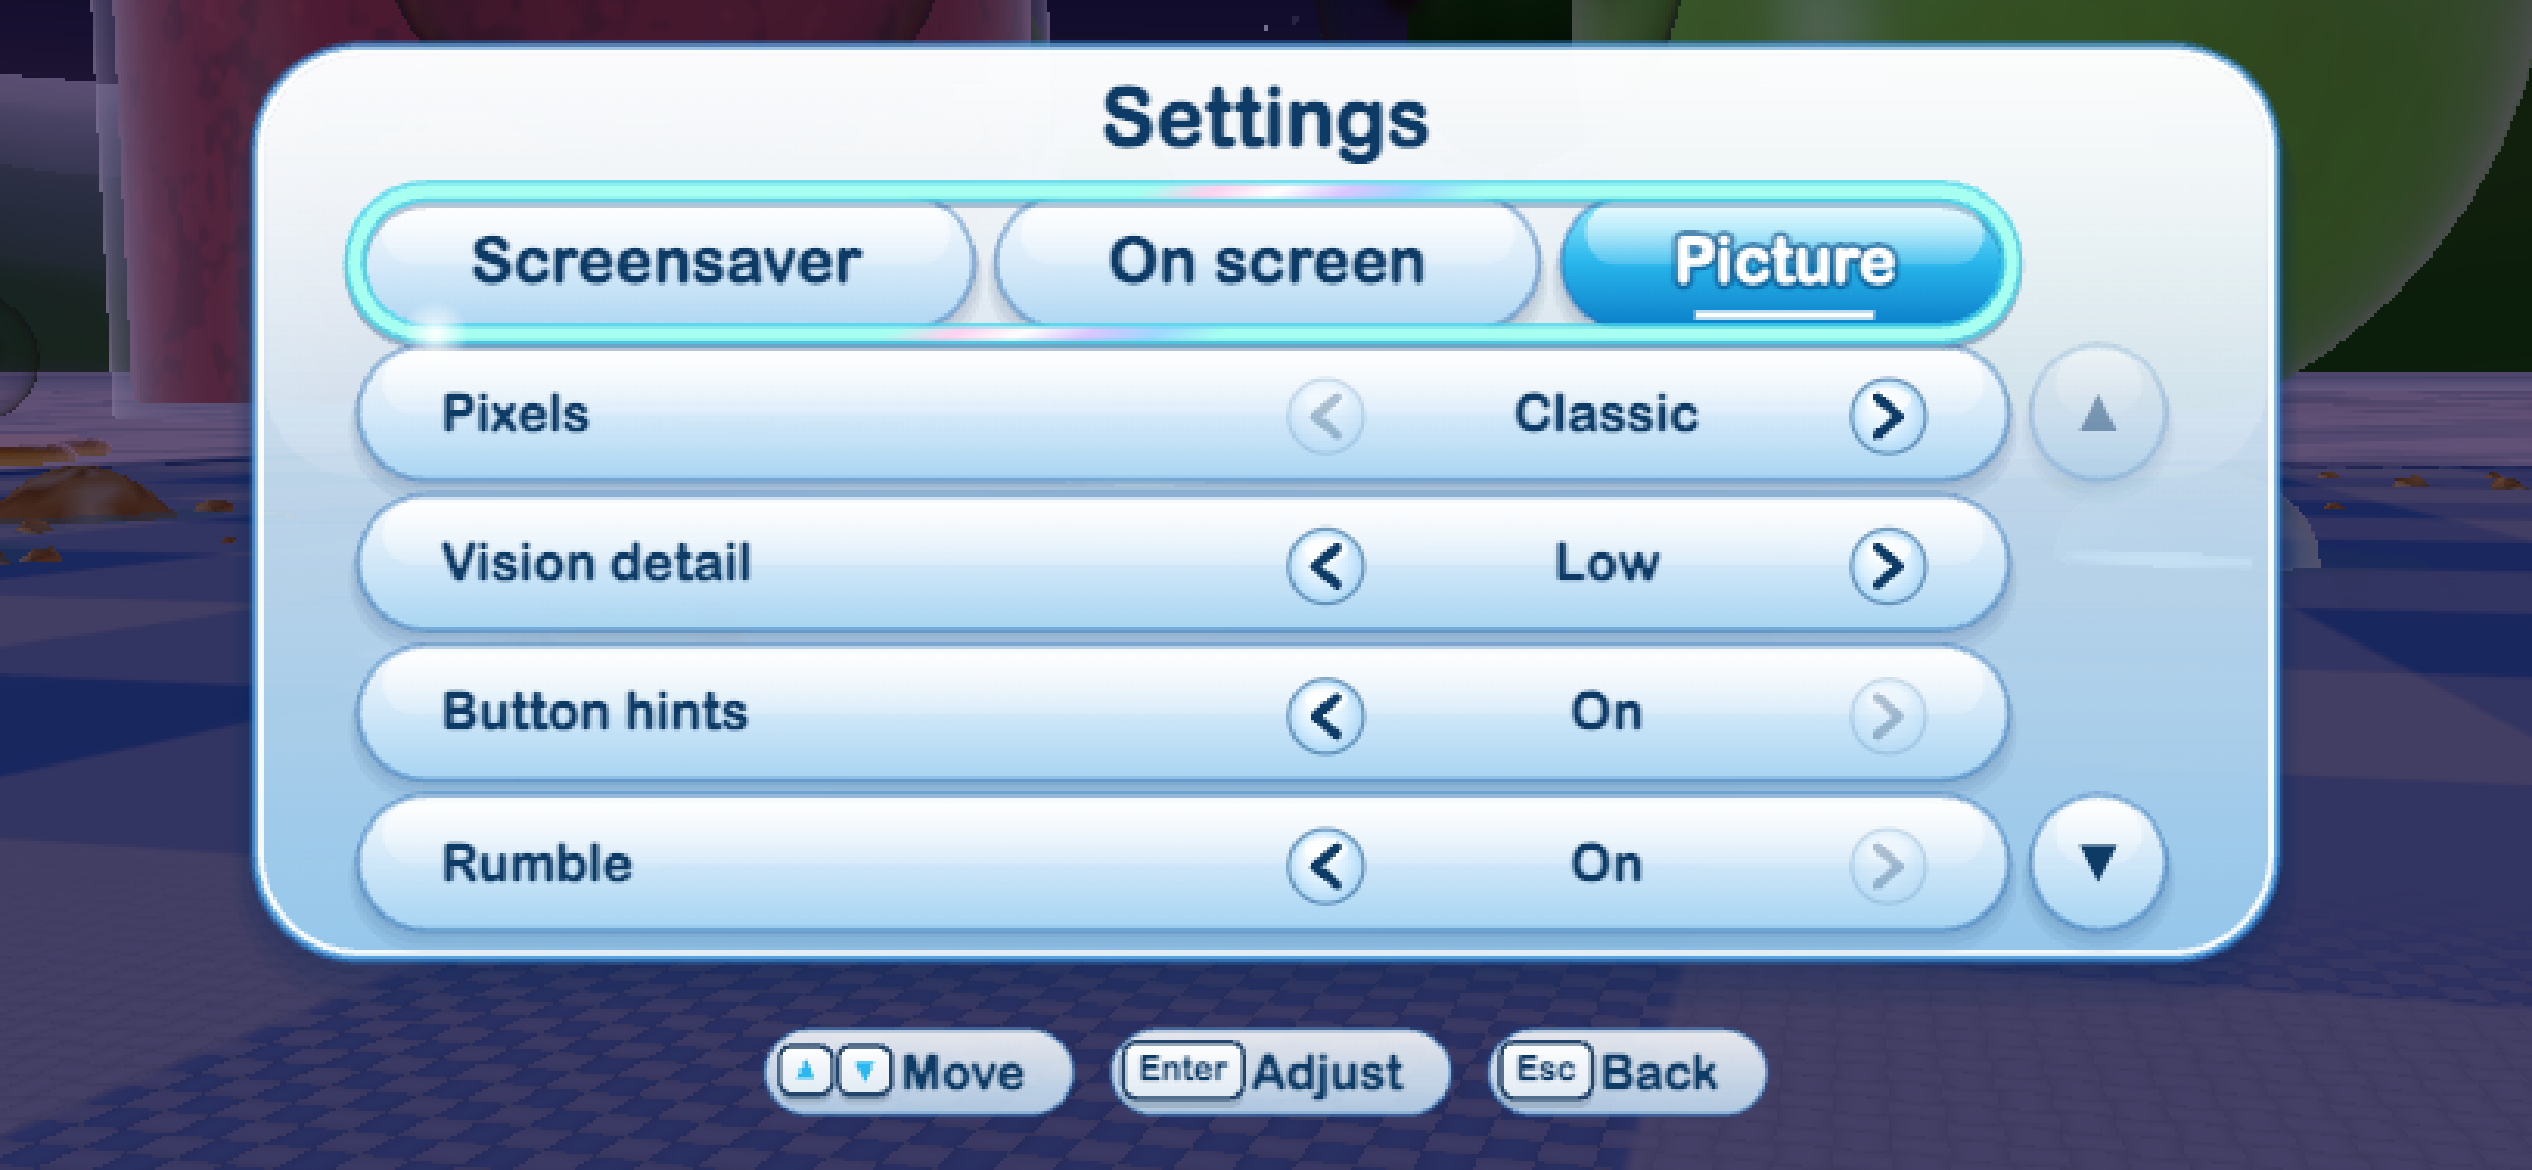 Settings
Screensaver On screen Picture
Pixels Classic
Vision detail Low
Button hints On
Rumble On
Move Enter Adjust Esc Back